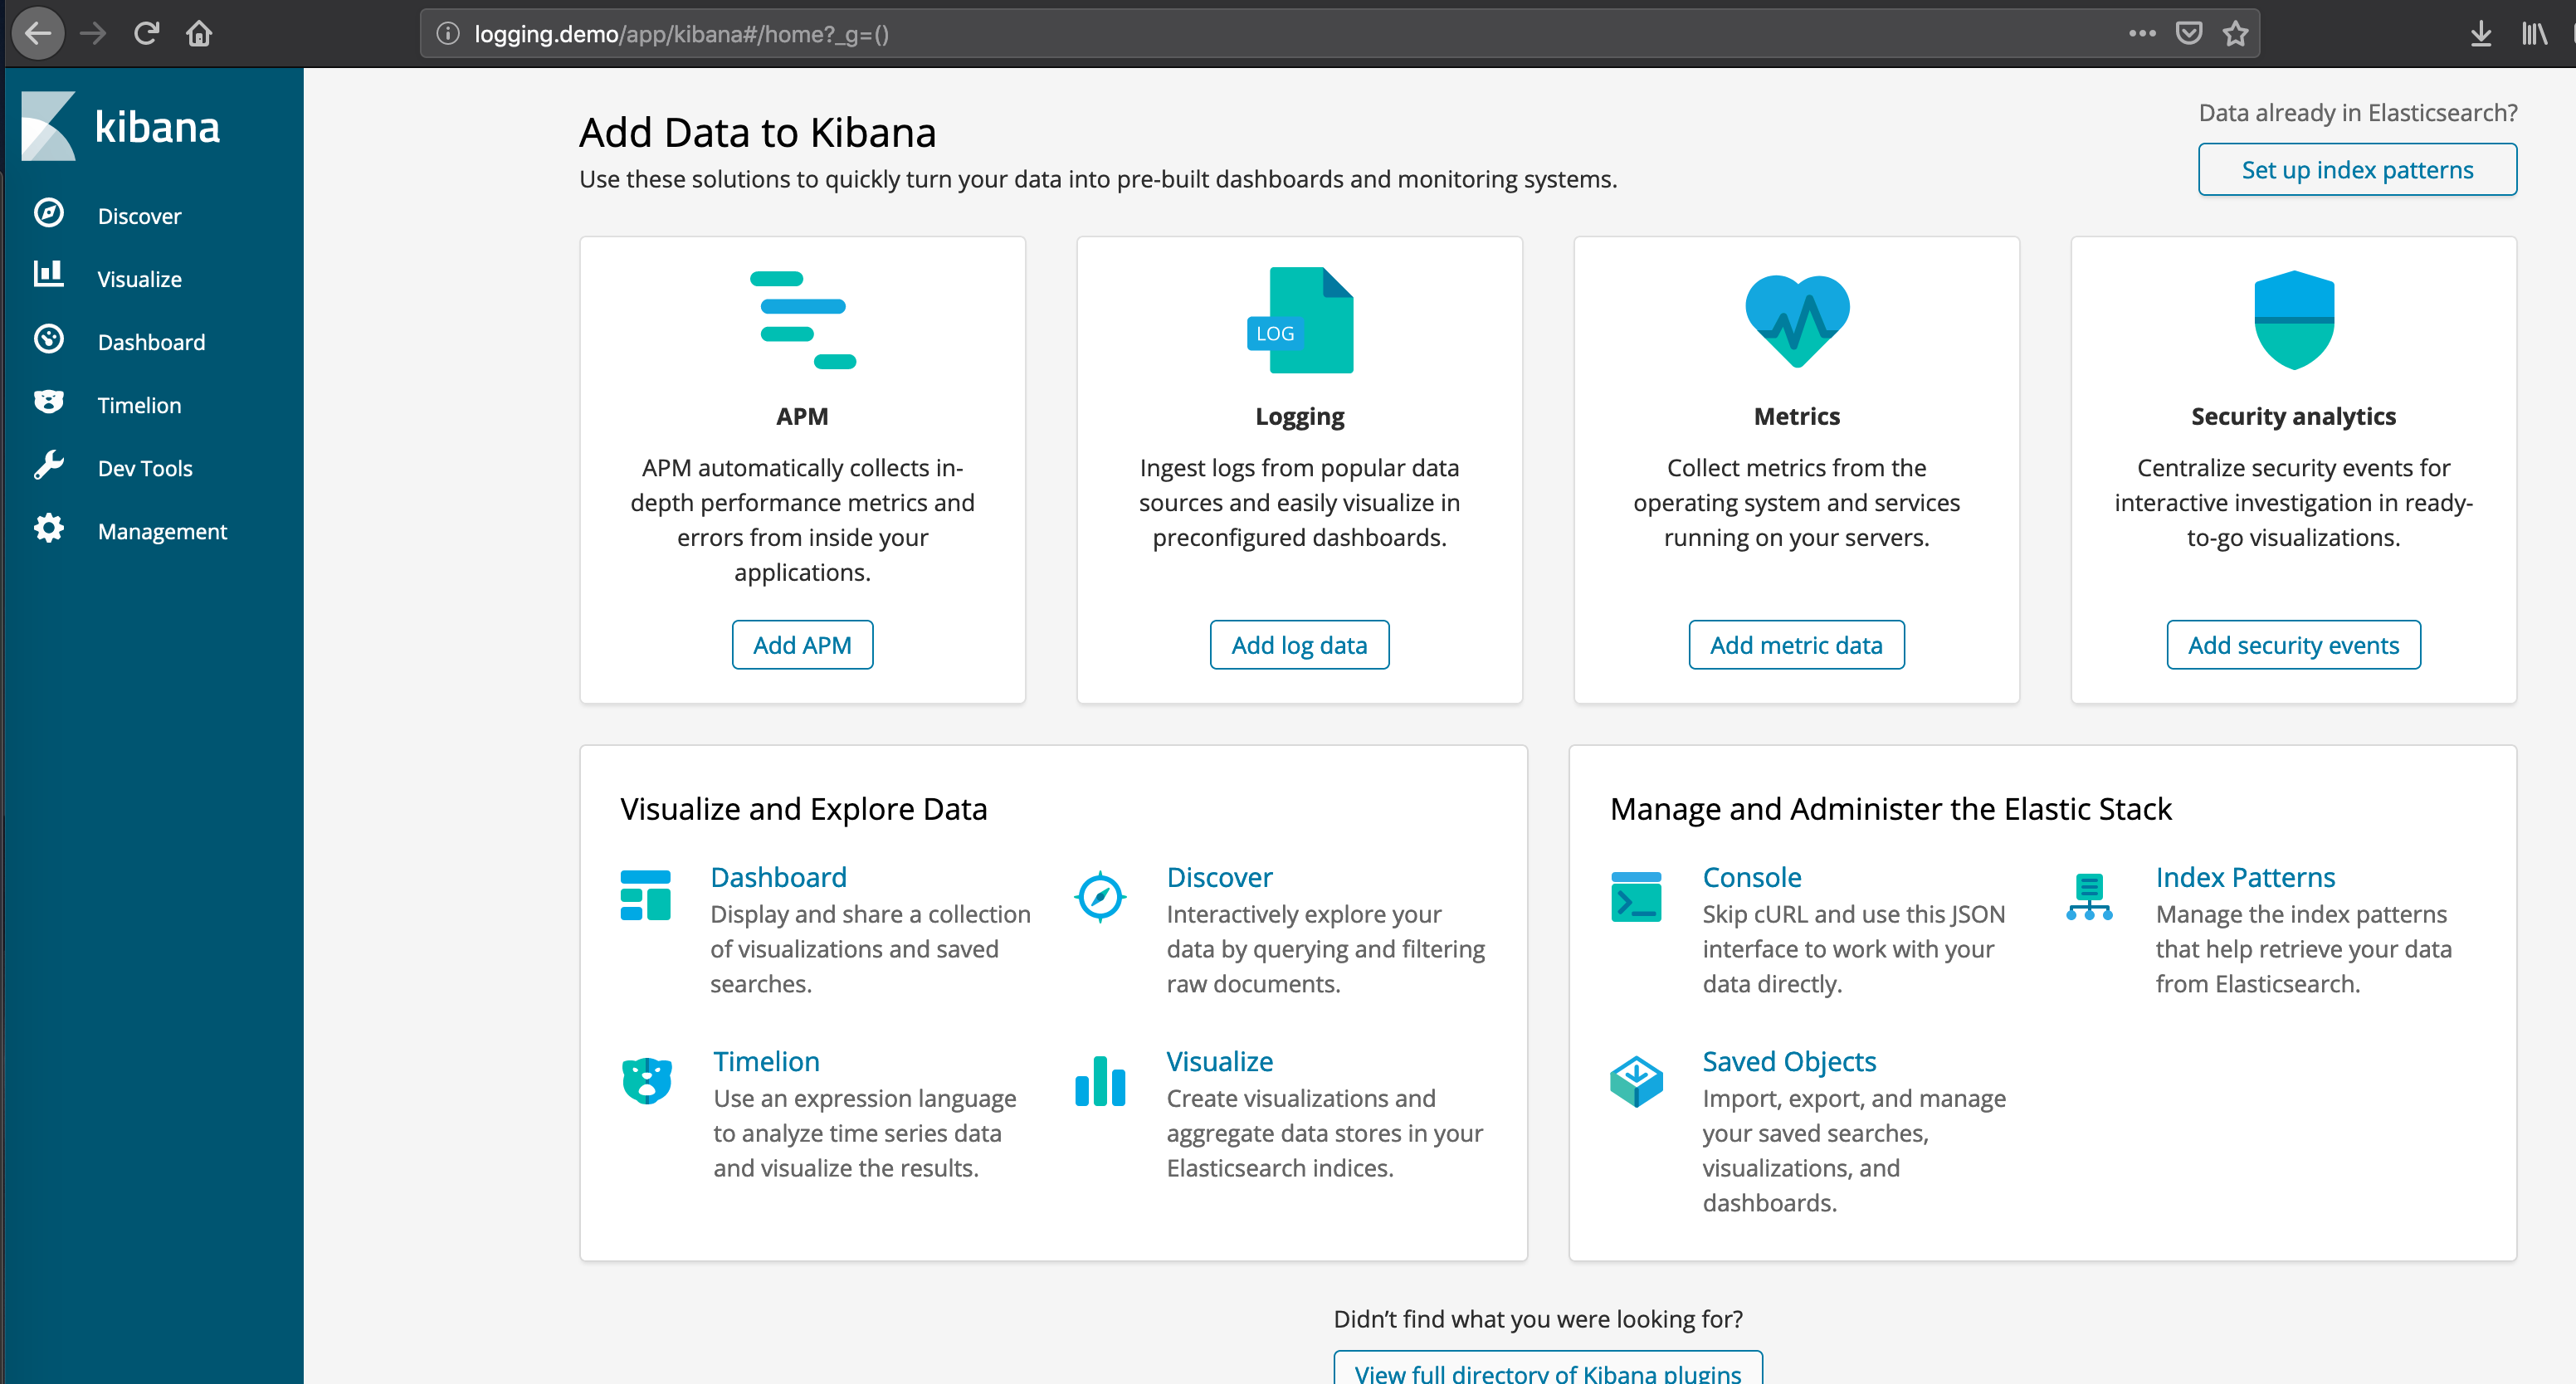 logging.demo/app/kibana#/home?_g=()
kibana
Discover
Visualize
Dashboard
Timelion
Dev Tools
Management
Add Data to Kibana
Use these solutions to quickly turn your data into pre-built dashboards and monitoring systems.
Data already in Elasticsearch?
Set up index patterns
APM
APM automatically collects in-
depth performance metrics and
errors from inside your
applications.
Add APM
LOG
Logging
Ingest logs from popular data
sources and easily visualize in
preconfigured dashboards.
Add log data
Metrics
Collect metrics from the
operating system and services
running on your servers.
Add metric data
Security analytics
Centralize security events for
interactive investigation in ready-
to-go visualizations.
Add security events
Visualize and Explore Data
Dashboard
Display and share a collection
of visualizations and saved
searches.
Discover
Interactively explore your
data by querying and filtering
raw documents.
Timelion
Use an expression language
to analyze time series data
and visualize the results.
Visualize
Create visualizations and
aggregate data stores in your
Elasticsearch indices.
Manage and Administer the Elastic Stack
Console
Skip cURL and use this JSON
interface to work with your
data directly.
Index Patterns
Manage the index patterns
that help retrieve your data
from Elasticsearch.
Saved Objects
Import, export, and manage
your saved searches,
visualizations, and
dashboards.
Didn’t find what you were looking for?
View full directory of Kibana plugins